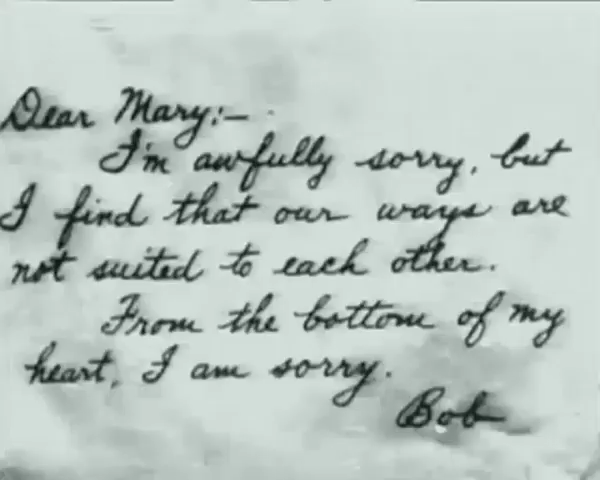 Dear Mary:—
I'm awfully sorry, but
I find that our ways are
not suited to each other.
From the bottom of my
heart, I am sorry.
Bob